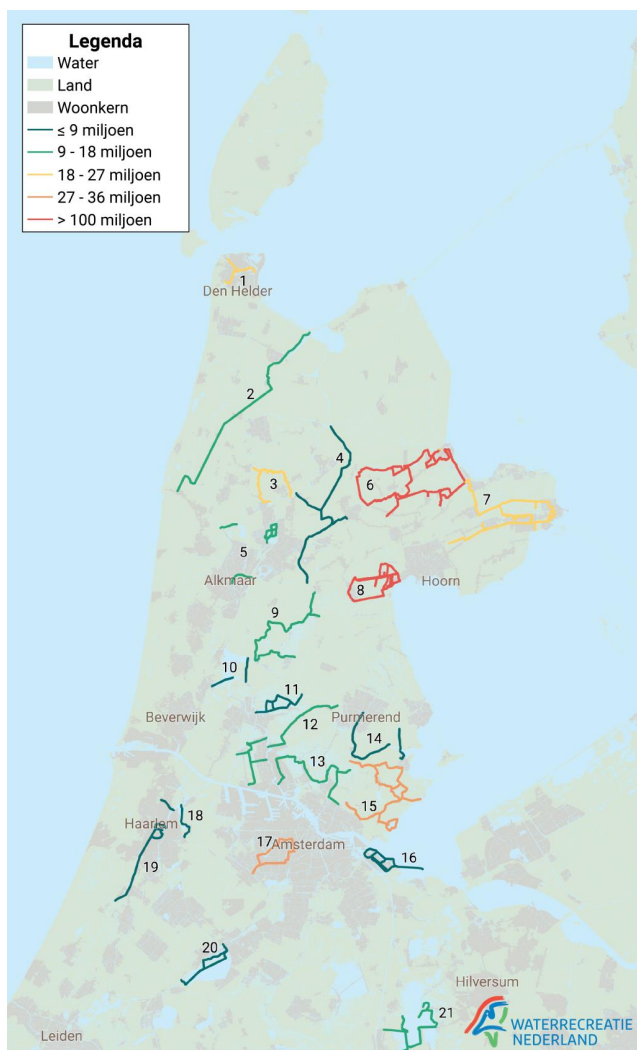 Legenda
Water
Land
Woonkern
≤ 9 miljoen
9 - 18 miljoen
18 - 27 miljoen
27 - 36 miljoen
> 100 miljoen
1
Den Helder
2
4
3
6
7
5
Alkmaar
Hoorn
8
9
10
11
Beverwijk
Purmerend
12
14
13
15
18
Haarlem
17
Amsterdam
16
19
20
Hilversum
21
WATERRECREATIE
NEDERLAND
Leiden